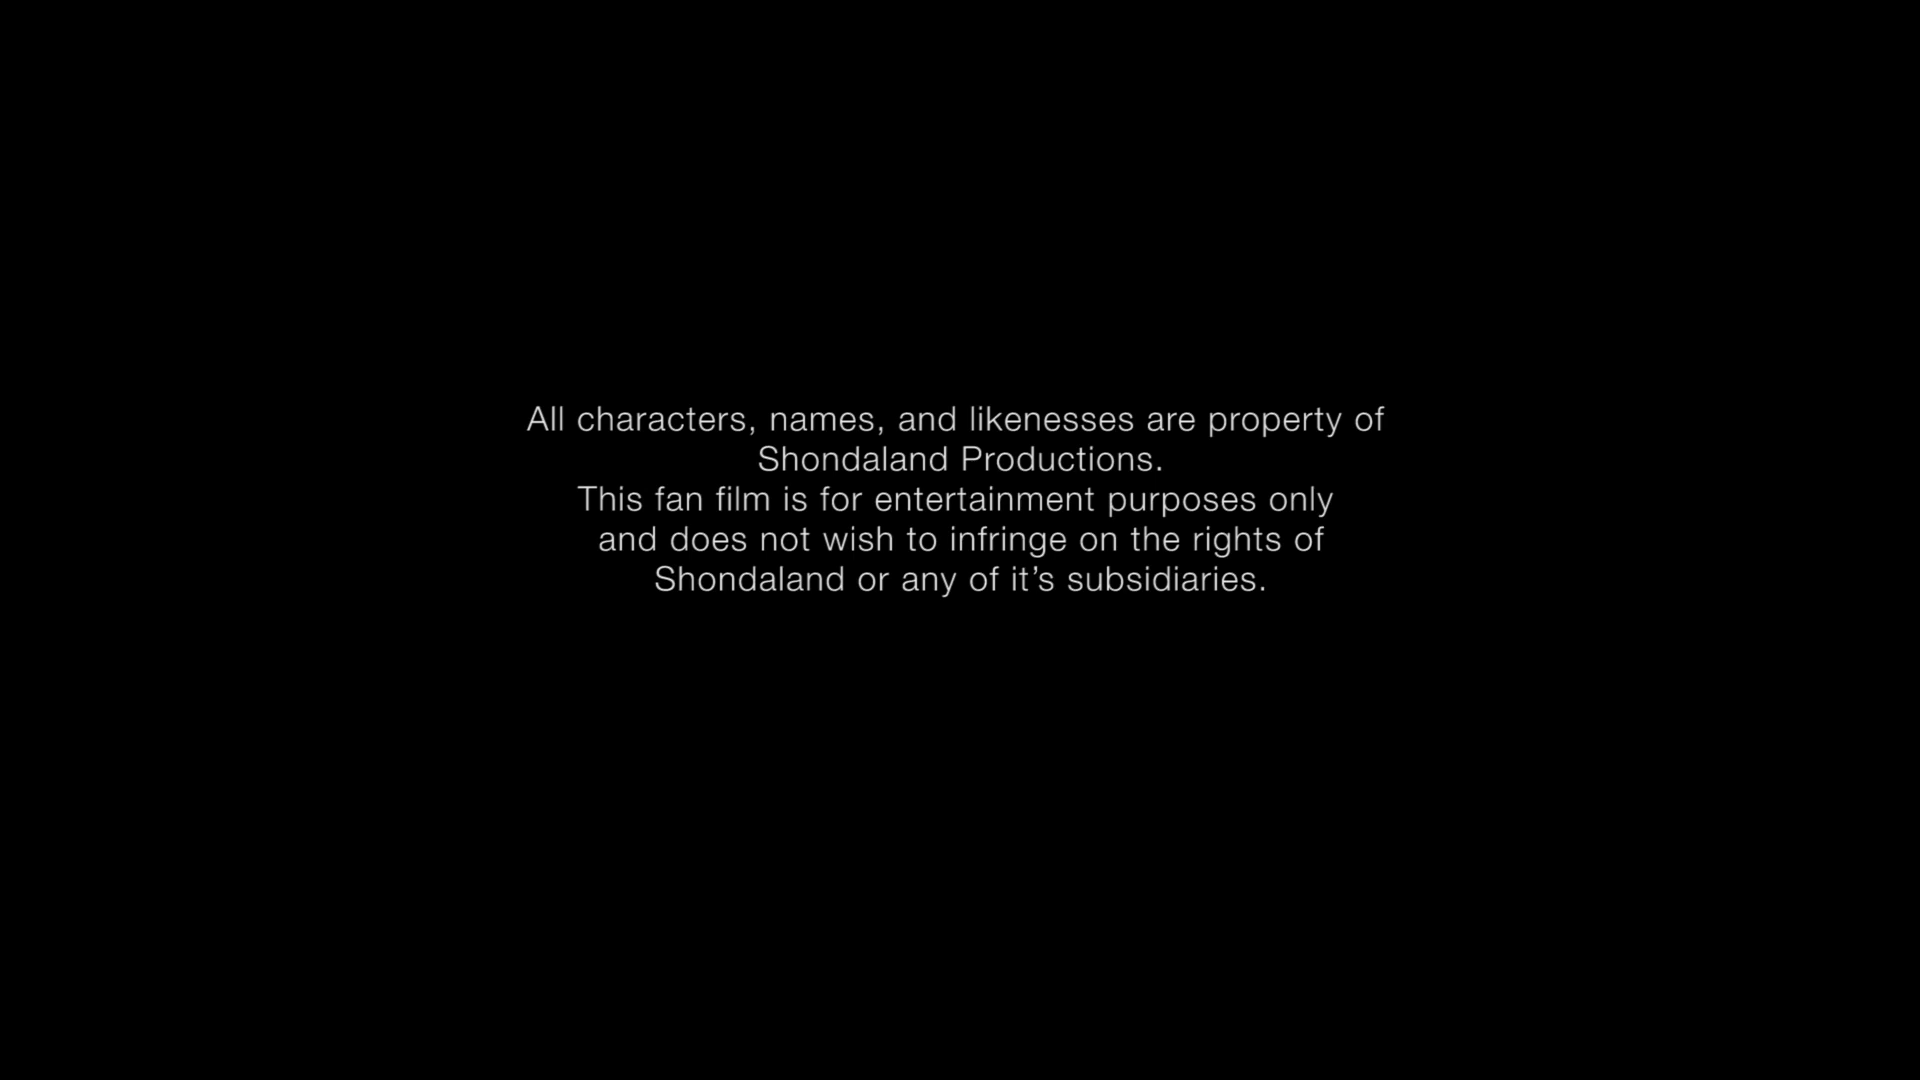 All characters, names, and likenesses are property of
Shondaland Productions.
This fan film is for entertainment purposes only
and does not wish to infringe on the rights of
Shondaland or any of it’s subsidiaries.